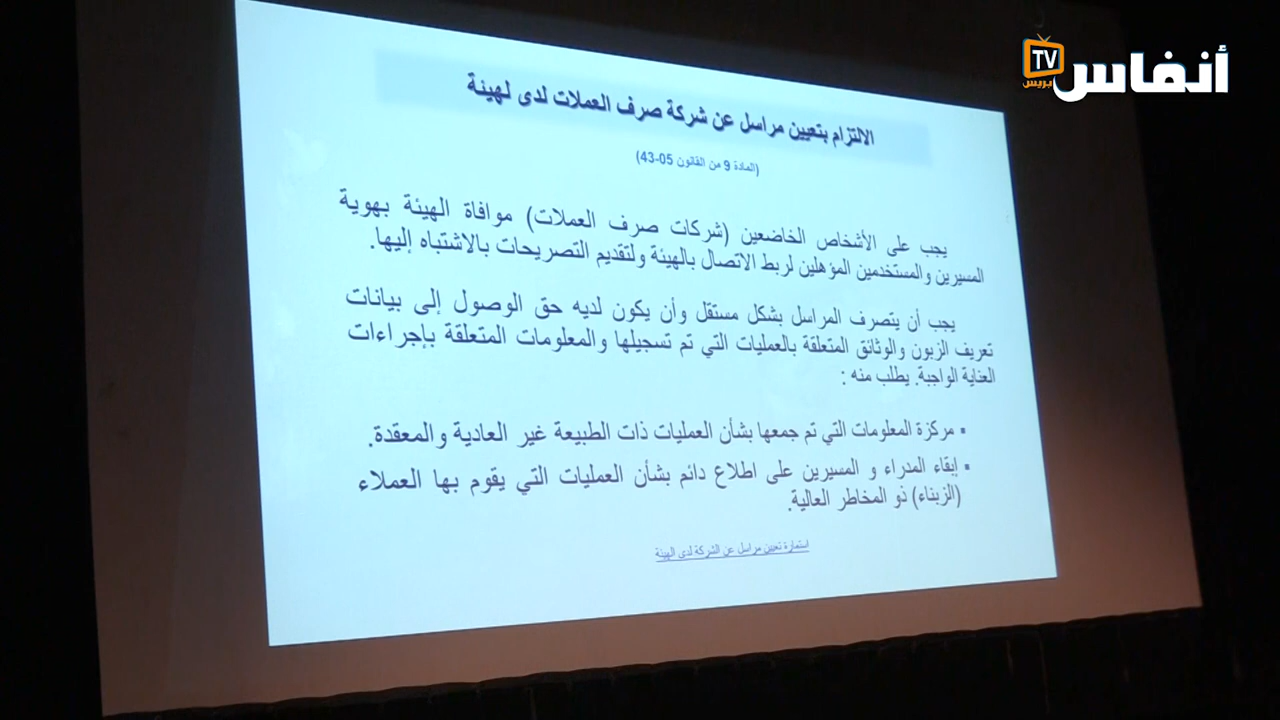 أنفاس
TV
بريس
الالتزام بتعيين مراسل عن شركة صرف العملات لدى لهيئة
(المادة 9 من القانون 05-43)
يجب على الأشخاص الخاضعين (شركات صرف العملات) موافاة الهيئة بهوية
المسيرين والمستخدمين المؤهلين لربط الاتصال بالهيئة ولتقديم التصريحات بالاشتباه إليها.
يجب أن يتصرف المراسل بشكل مستقل وأن يكون لديه حق الوصول إلى بيانات
تعريف الزبون والوثائق المتعلقة بالعمليات التي تم تسجيلها والمعلومات المتعلقة بإجراءات
العناية الواجبة. يطلب منه :
▪ مركزة المعلومات التي تم جمعها بشأن العمليات ذات الطبيعة غير العادية والمعقدة.
▪ إبقاء المدراء و المسيرين على اطلاع دائم بشأن العمليات التي يقوم بها العملاء
(الزبناء) ذو المخاطر العالية.
استمارة تعيين مراسل عن الشركة لدى الهيئة